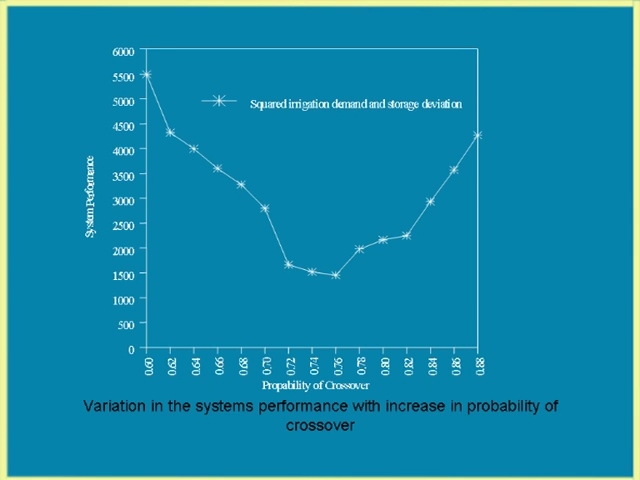 6000
5500
5000
4500
4000
3500
3000
2500
2000
1500
1000
500
0
System Performance
Squared irrigation demand and storage deviation
0.60 0.62 0.64 0.66 0.68 0.70 0.72 0.74 0.76 0.78 0.80 0.82 0.84 0.86 0.88
Propability of Crossover
Variation in the systems performance with increase in probability of
crossover